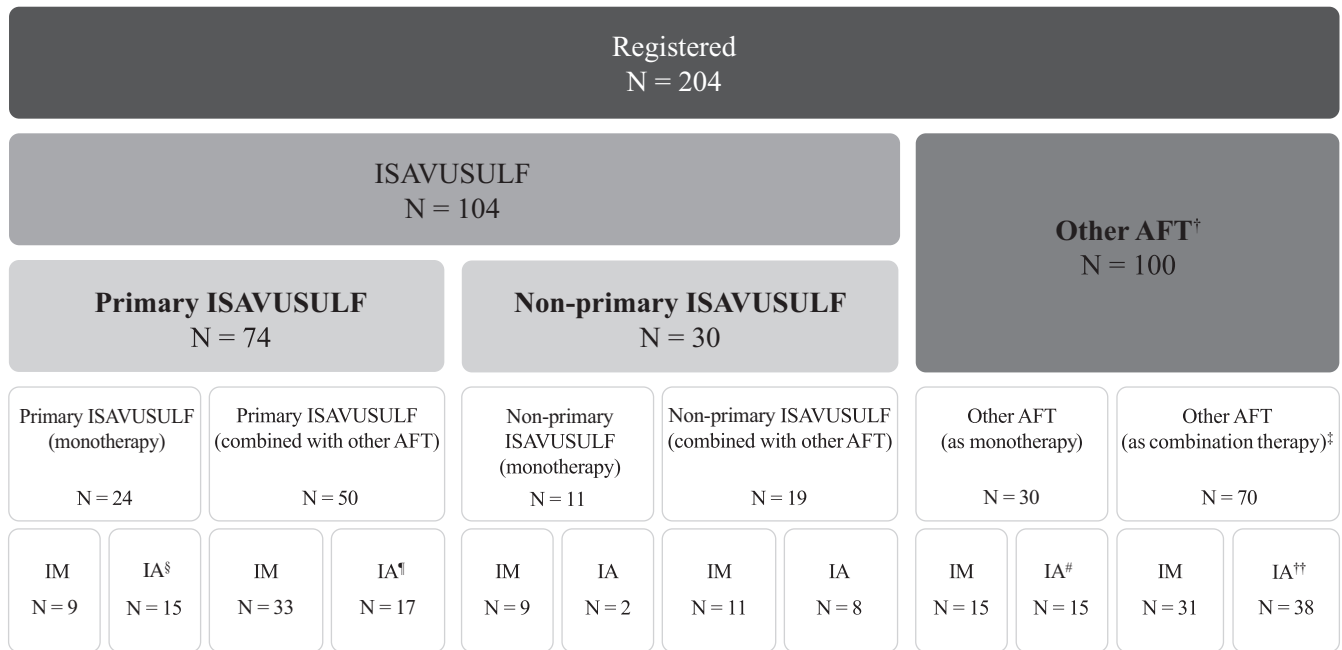 Registered
N = 204
ISAVUSULF
N = 104
Other AFT†
N = 100
Primary ISAVUSULF
N = 74
Non-primary ISAVUSULF
N = 30
Primary ISAVUSULF
(monotherapy)
N = 24
Primary ISAVUSULF
(combined with other AFT)
N = 50
Non-primary
ISAVUSULF
(monotherapy)
N = 11
Non-primary ISAVUSULF
(combined with other AFT)
N = 19
Other AFT
(as monotherapy)
N = 30
Other AFT
(as combination therapy)‡
N = 70
IM
N = 9
IA§
N = 15
IM
N = 33
IA¶
N = 17
IM
N = 9
IA
N = 2
IM
N = 11
IA
N = 8
IM
N = 15
IA#
N = 15
IM
N = 31
IA††
N = 38